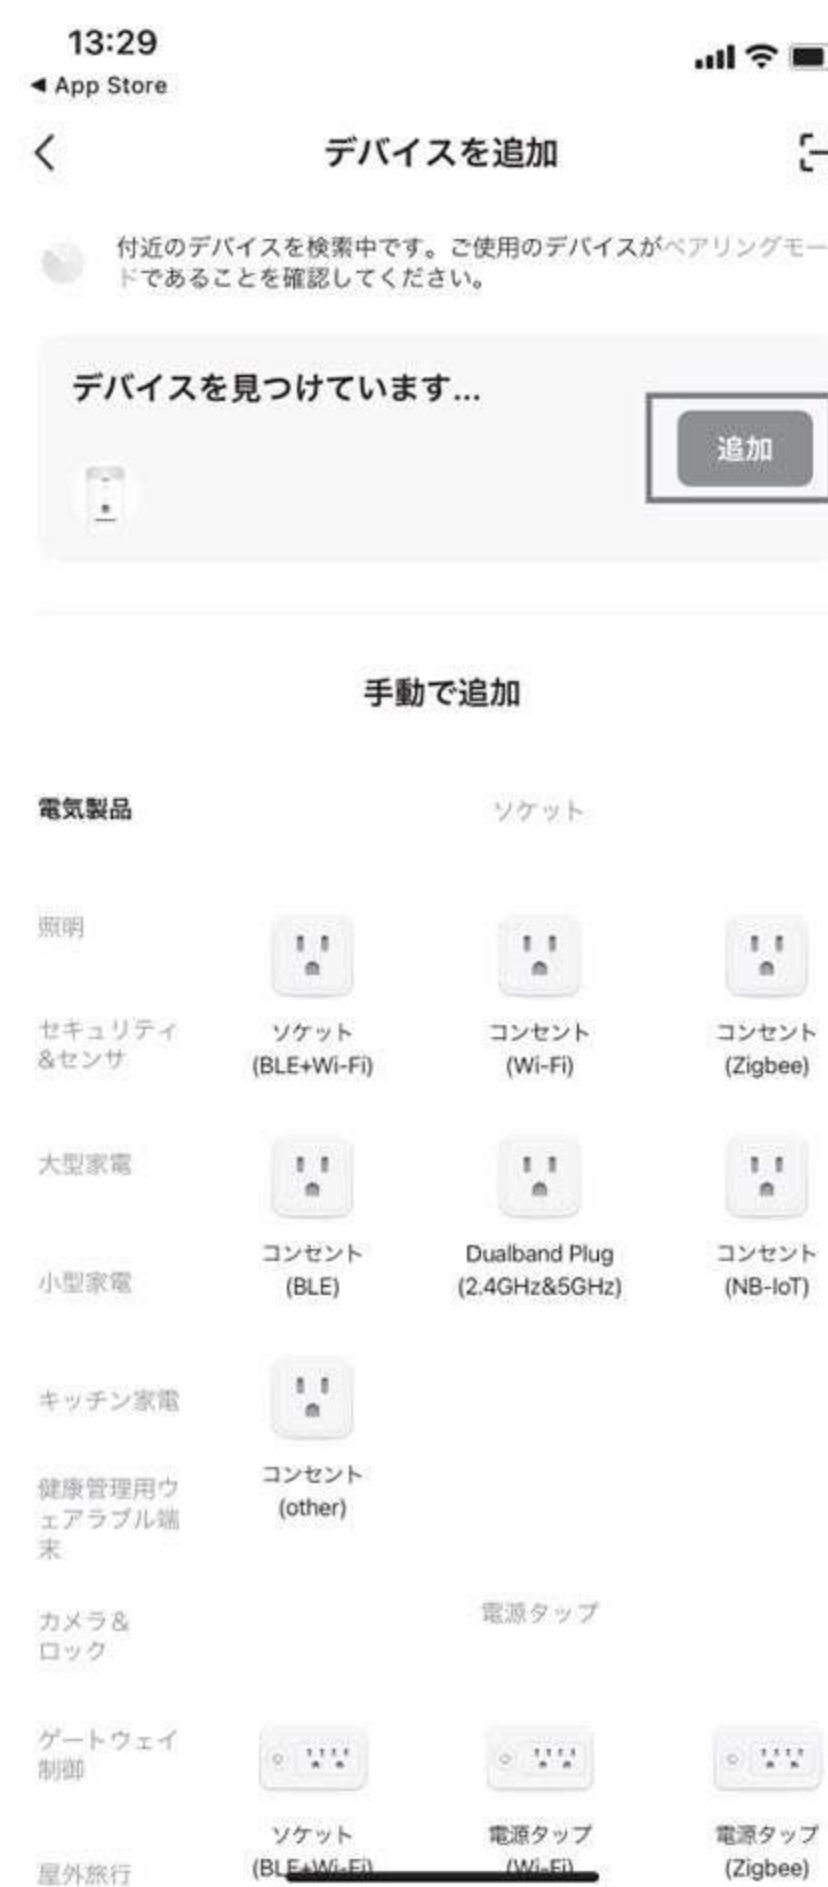 13:29
◀ App Store
デバイスを追加
付近のデバイスを検索中です。ご使用のデバイスがペアリングモー
ドであることを確認してください。
デバイスを見つけています...
追加
手動で追加
電気製品
ソケット
照明
セキュリティ
&センサ
大型家電
小型家電
キッチン家電
健康管理用ウ
ェアラブル端
末
カメラ&
ロック
ゲートウェイ
制御
屋外旅行
ソケット
(BLE+Wi-Fi)
コンセント
(Wi-Fi)
コンセント
(Zigbee)
コンセント
(BLE)
Dualband Plug
(2.4GHz&5GHz)
コンセント
(NB-IoT)
コンセント
(other)
電源タップ
ソケット
(BLE+Wi-Fi)
電源タップ
(Wi-Fi)
電源タップ
(Zigbee)